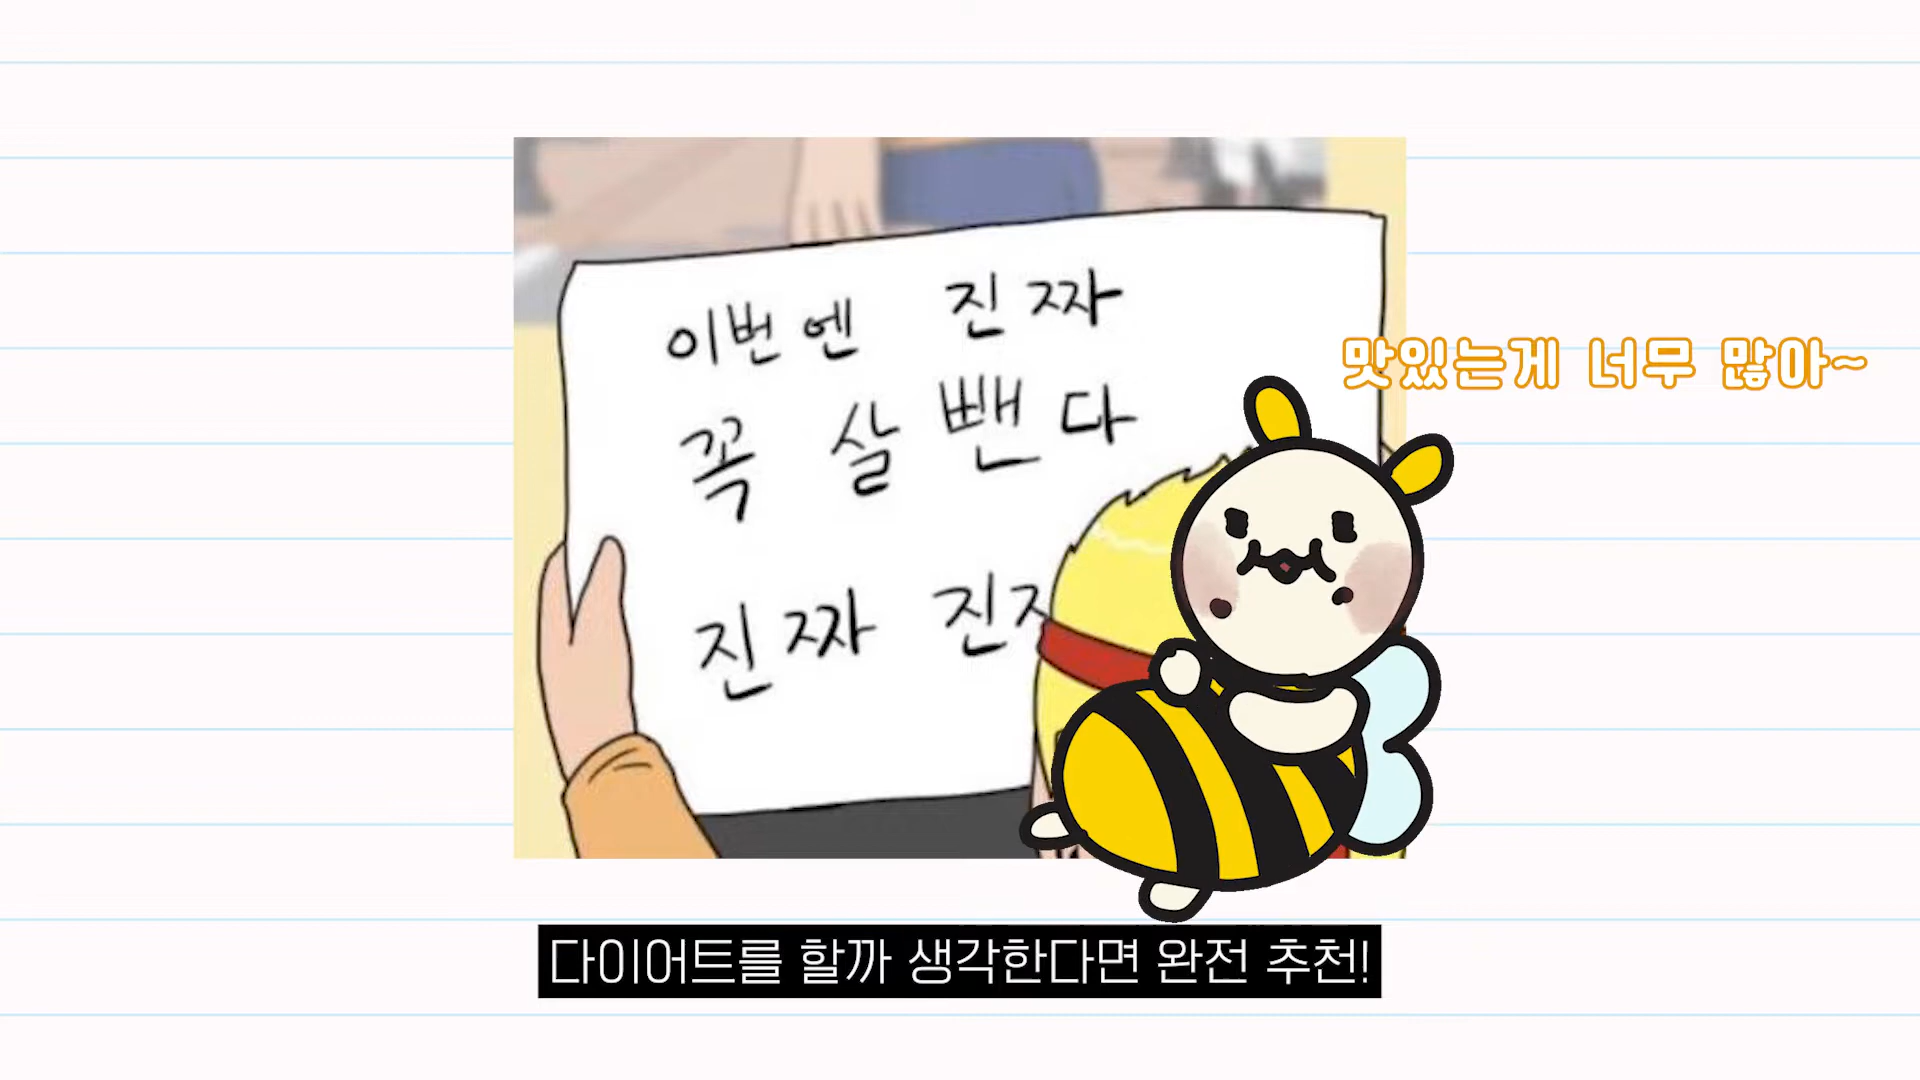 이번엔 진짜
꼭 살 뺀다
진짜 진
맛있는게 너무 많아~
다이어트를 할까 생각한다면 완전 추천!